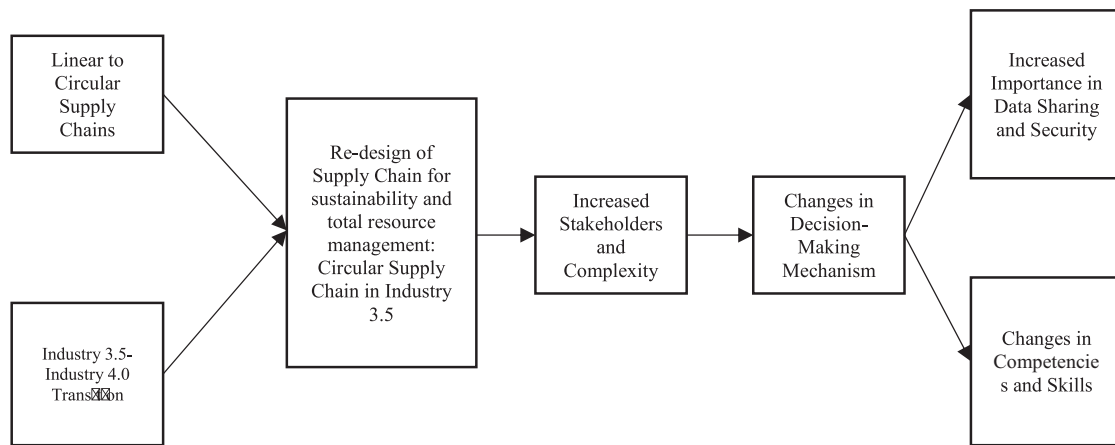 Linear to
Circular
Supply
Chains
Industry 3.5-
Industry 4.0
Re-design of
Supply Chain for
sustainability and
total resource
management:
Circular Supply
Chain in Industry
3.5
Increased
Stakeholders
and
Complexity
Changes in
Decision-
Making
Mechanism
Increased
Importance in
Data Sharing
and Security
Changes in
Competencie
s and Skills